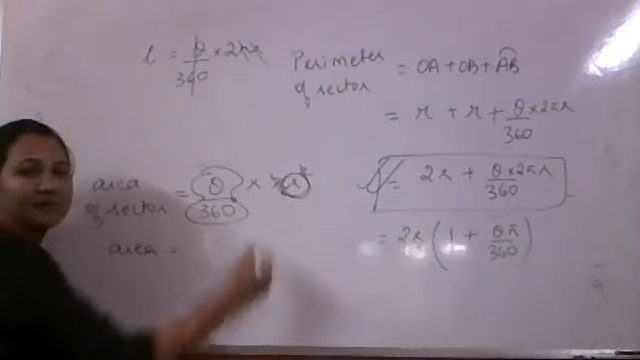 l = θ/360 × 2πr
Perimeter of sector = OA + OB + AB
= r + r + θ × 2πr/360
= 2r + θ × 2πr/360
= 2r (1 + θπ/360)
area of sector = θ/360 × πr²
area =